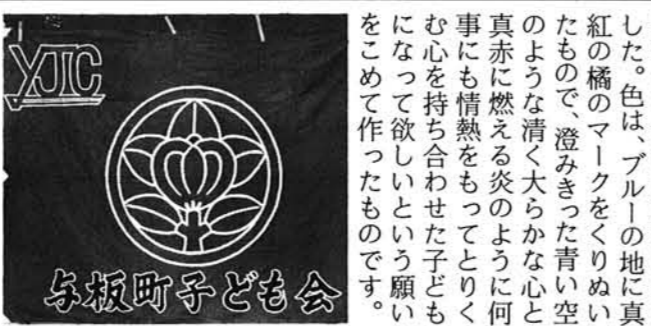 した。色は、ブルーの地に真
紅の橘のマークをくりぬい
たもので、澄みきった青い空
のような清く大らかな心と
真赤に燃える炎のように何
事にも情熱をもってとりく
む心を持ち合わせた子ども
になって欲しいという願い
をこめて作ったものです。
YJC
与板町子ども会